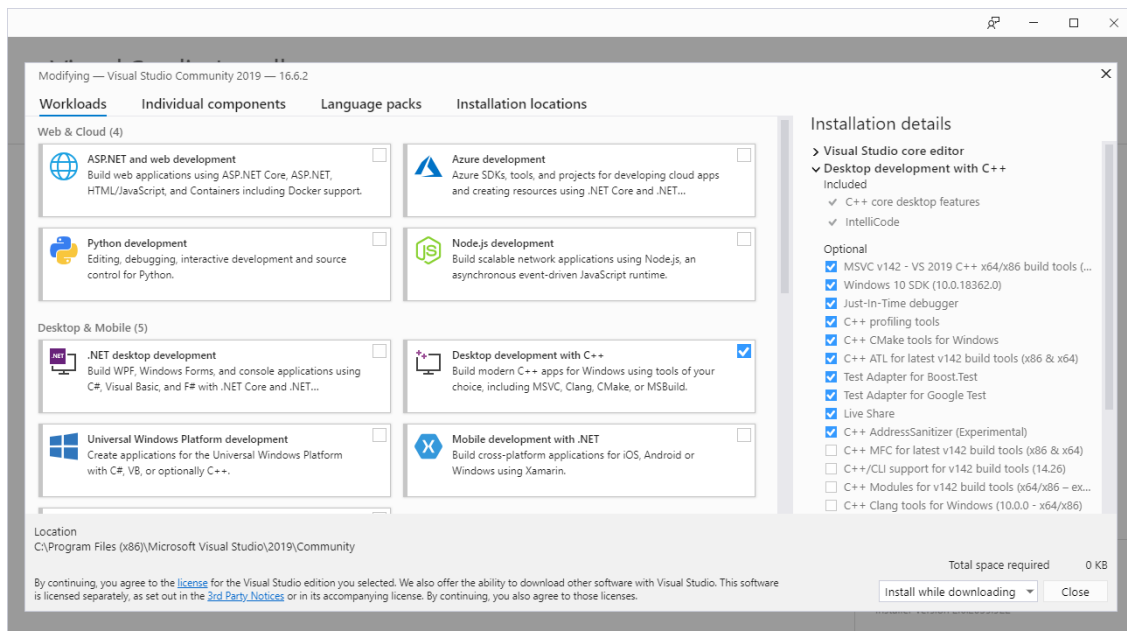 Modifying — Visual Studio Community 2019 — 16.6.2
Workloads
Individual components
Language packs
Installation locations
Web & Cloud (4)
ASP.NET and web development
Build web applications using ASP.NET Core, ASP.NET,
HTML/JavaScript, and Containers including Docker support.
Azure development
Azure SDKs, tools, and projects for developing cloud apps
and creating resources using .NET Core and .NET...
Python development
Editing, debugging, interactive development and source
control for Python.
JS
Node.js development
Build scalable network applications using Node.js, an
asynchronous event-driven JavaScript runtime.
Desktop & Mobile (5)
.NET
.NET desktop development
Build WPF, Windows Forms, and console applications using
C#, Visual Basic, and F# with .NET Core and .NET...
++
Desktop development with C++
Build modern C++ apps for Windows using tools of your
choice, including MSVC, Clang, CMake, or MSBuild.
Universal Windows Platform development
Create applications for the Universal Windows Platform
with C#, VB, or optionally C++.
X
Mobile development with .NET
Build cross-platform applications for iOS, Android or
Windows using Xamarin.
Installation details
Visual Studio core editor
Desktop development with C++
Included
C++ core desktop features
IntelliCode
Optional
MSVC v142 - VS 2019 C++ x64/x86 build tools (...
Windows 10 SDK (10.0.18362.0)
Just-In-Time debugger
C++ profiling tools
C++ CMake tools for Windows
C++ ATL for latest v142 build tools (x86 & x64)
Test Adapter for Boost.Test
Test Adapter for Google Test
Live Share
C++ AddressSanitizer (Experimental)
C++ MFC for latest v142 build tools (x86 & x64)
C++/CLI support for v142 build tools (14.26)
C++ Modules for v142 build tools (x64/x86 – ex...
C++ Clang tools for Windows (10.0.0 - x64/x86)
Location
C:\Program Files (x86)\Microsoft Visual Studio\2019\Community
Total space required 0 KB
By continuing, you agree to the license for the Visual Studio edition you selected. We also offer the ability to download other software with Visual Studio. This software
is licensed separately, as set out in the 3rd Party Notices or in its accompanying license. By continuing, you also agree to those licenses.
Install while downloading
Close